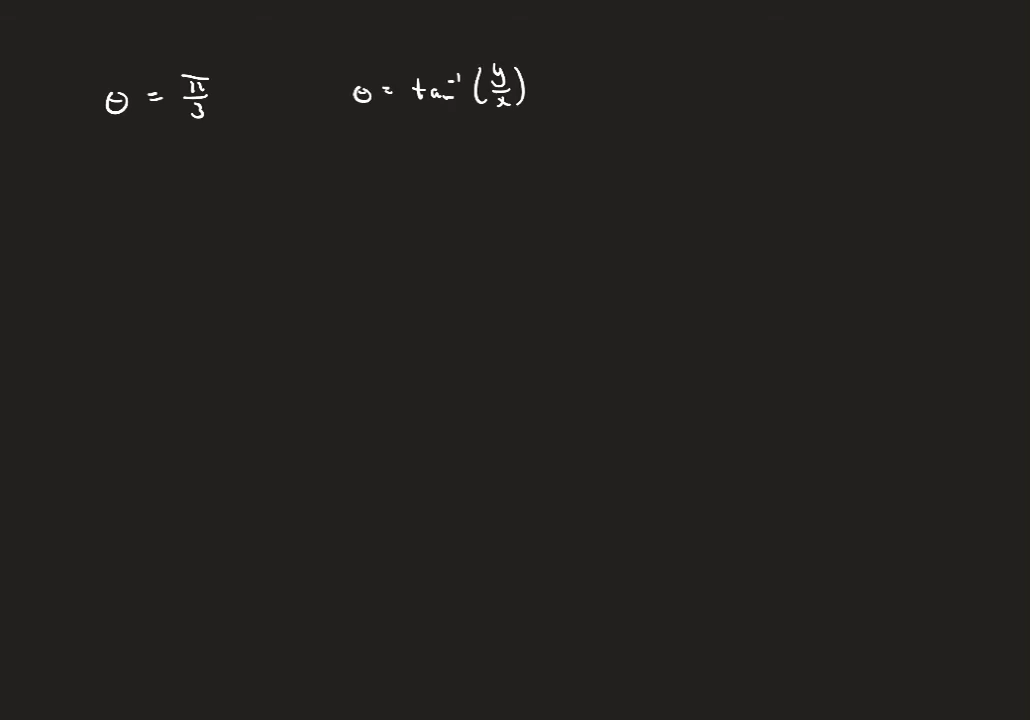 θ = π/3    θ = tan⁻¹(y/x)